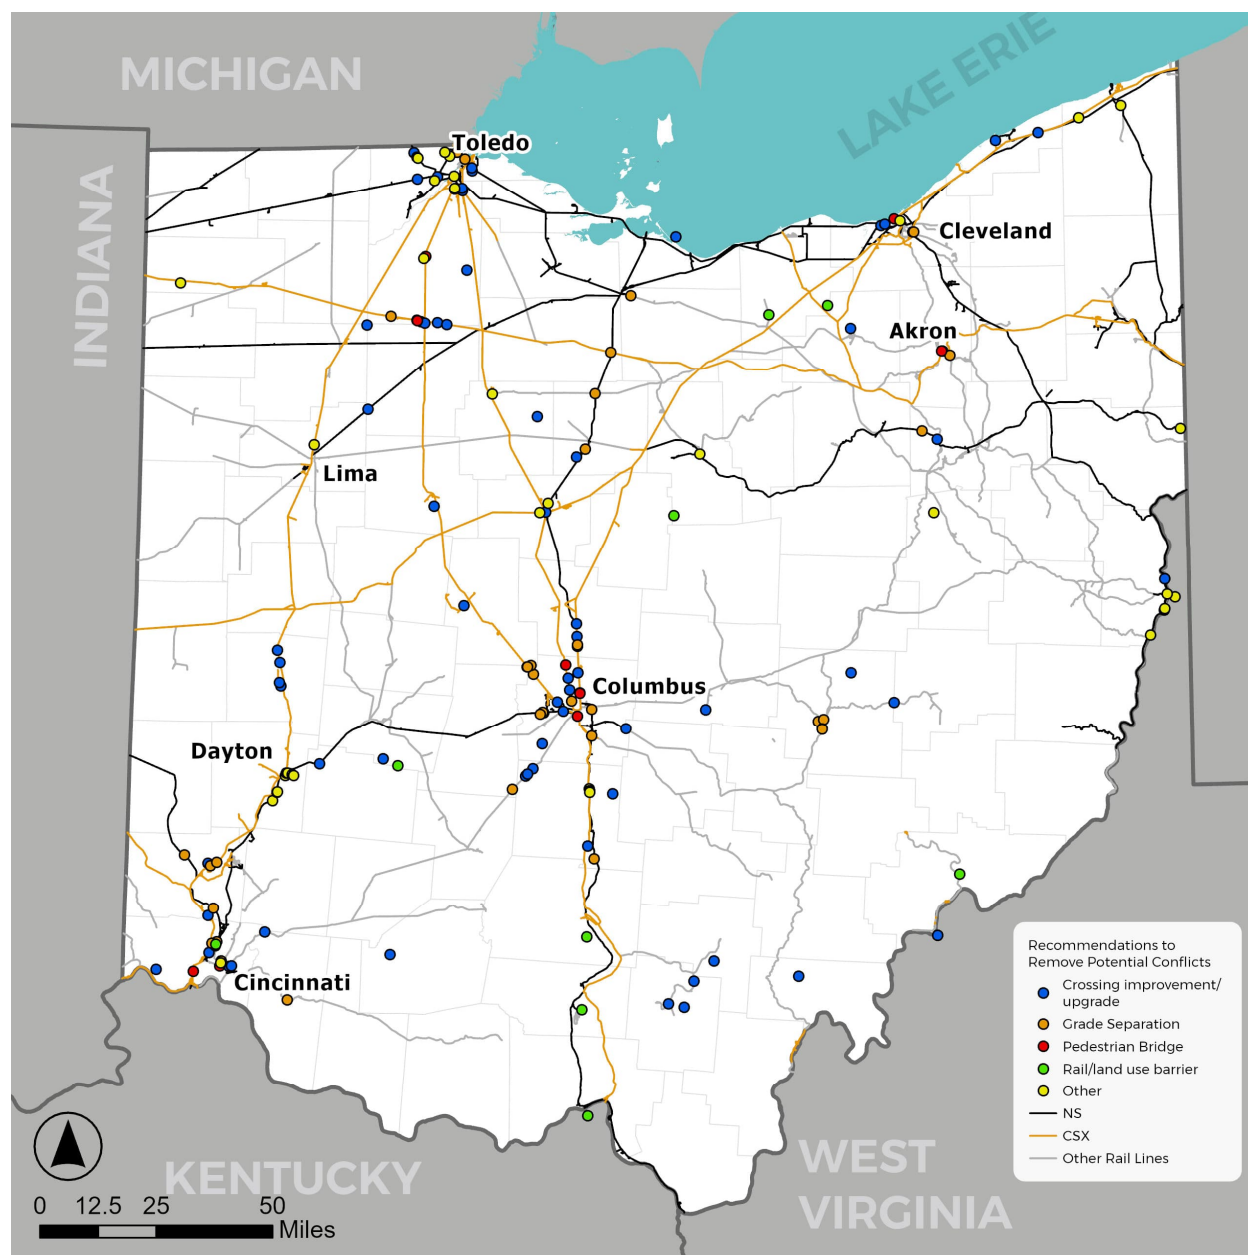 MICHIGAN
LAKE ERIE
Toledo
INDIANA
Cleveland
Akron
Lima
Columbus
Dayton
Cincinnati
Recommendations to
Remove Potential Conflicts
Crossing improvement/
upgrade
Grade Separation
Pedestrian Bridge
Rail/land use barrier
Other
NS
CSX
Other Rail Lines
KENTUCKY
WEST
VIRGINIA
0 12.5 25 50
Miles